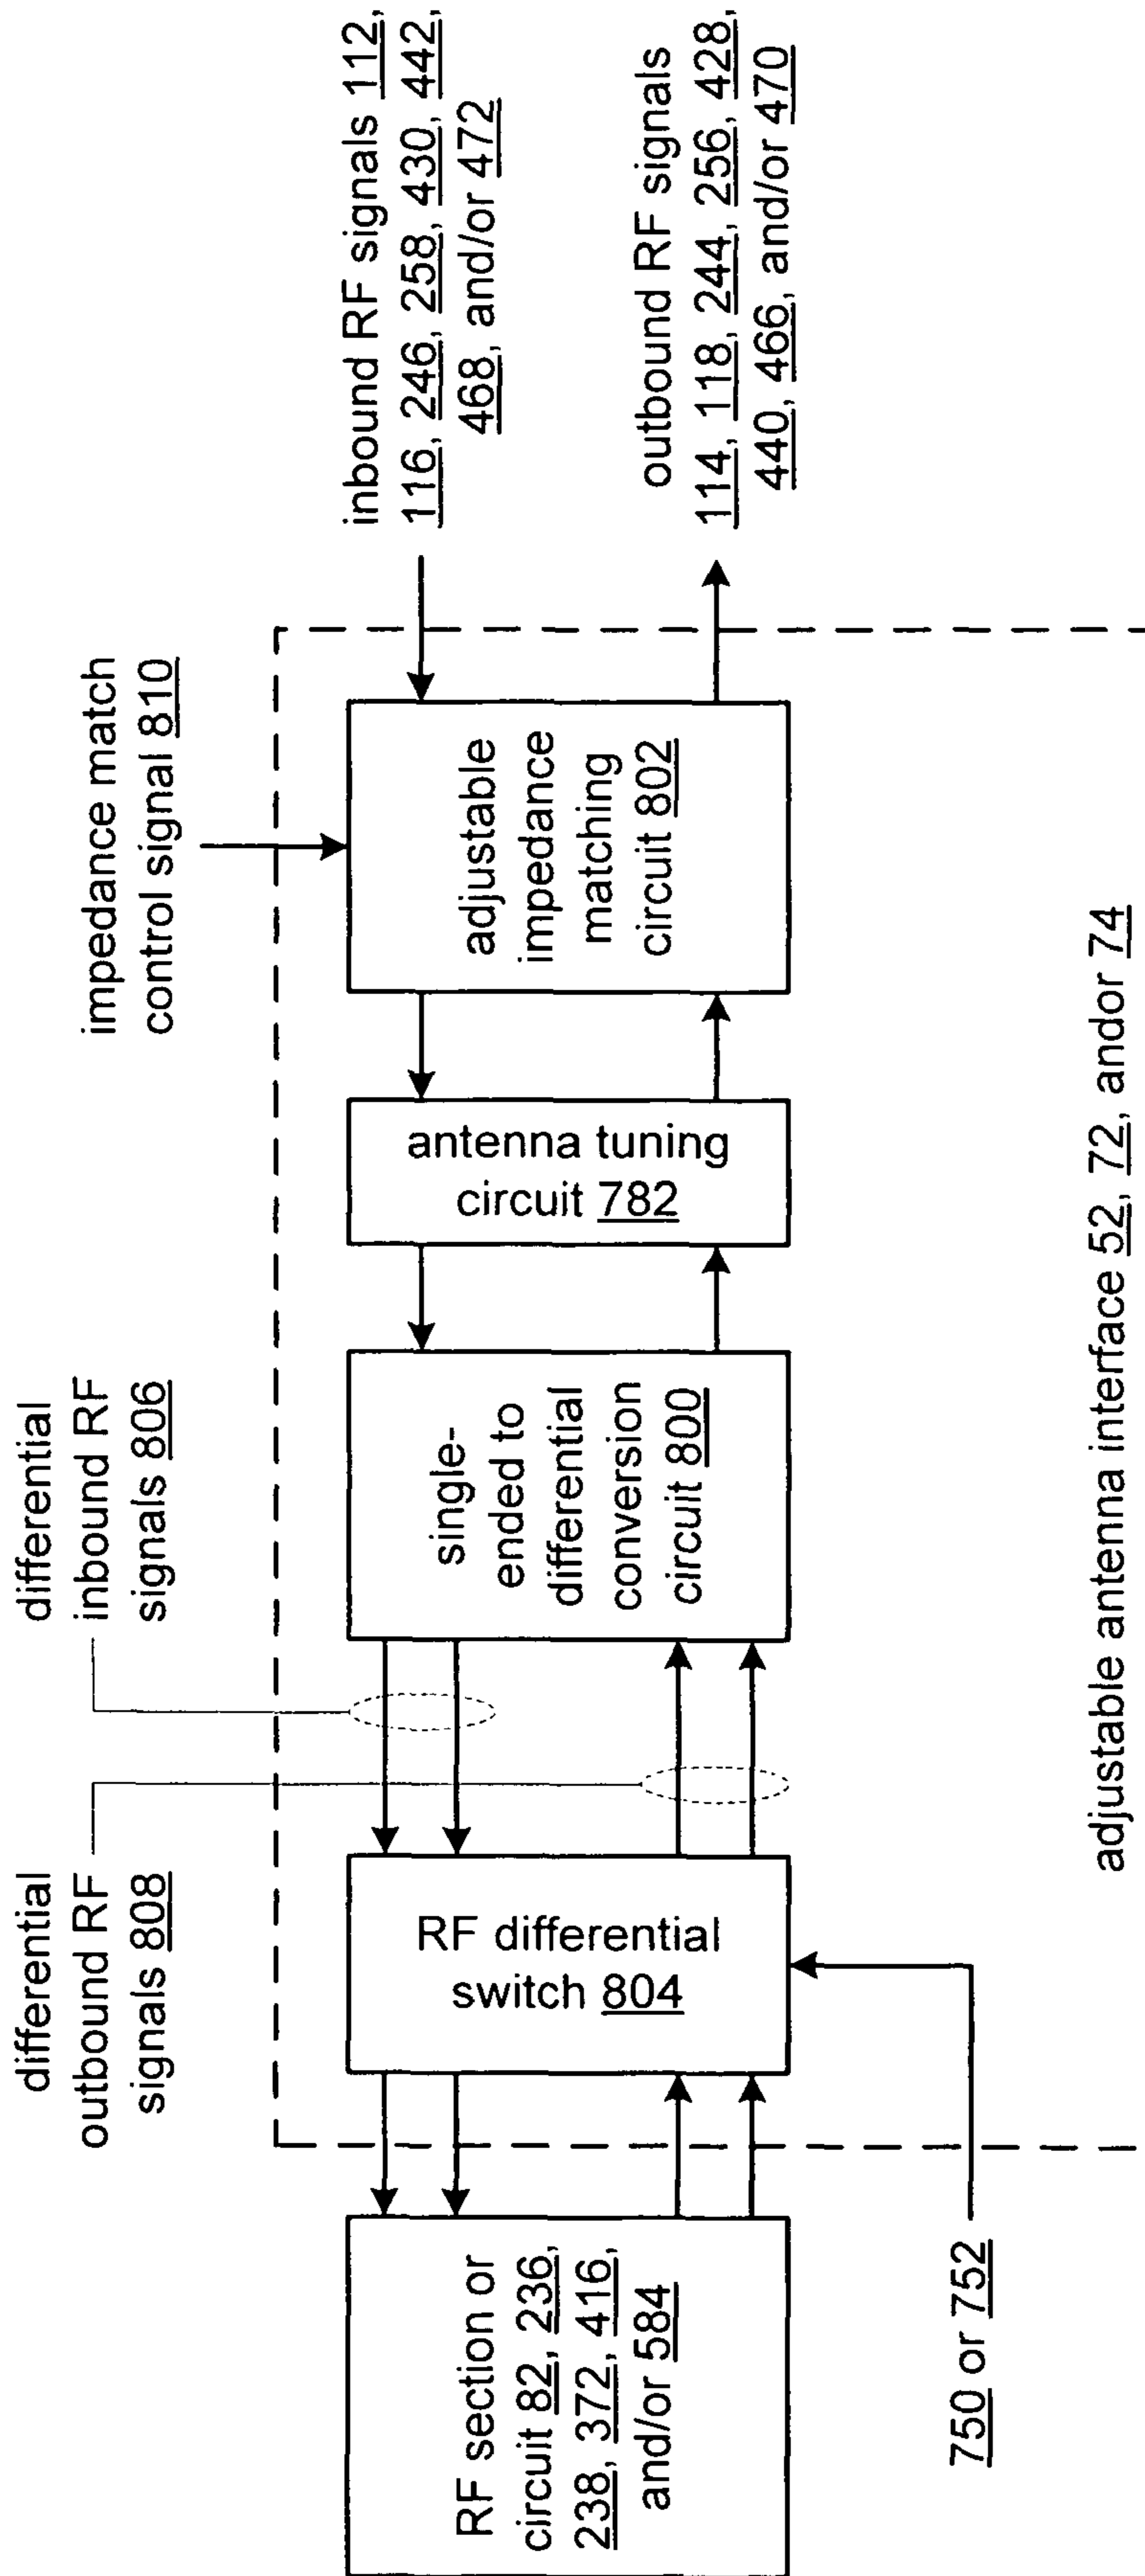 differential
outbound RF
signals 808
differential
inbound RF
signals 806
impedance match
control signal 810
inbound RF signals 112,
116, 246, 258, 430, 442,
468, and/or 472
outbound RF signals
114, 118, 244, 256, 428,
440, 466, and/or 470
RF section or
circuit 82, 236,
238, 372, 416,
and/or 584
RF differential
switch 804
single-
ended to
differential
conversion
circuit 800
antenna tuning
circuit 782
adjustable
impedance
matching
circuit 802
750 or 752
adjustable antenna interface 52, 72, andor 74